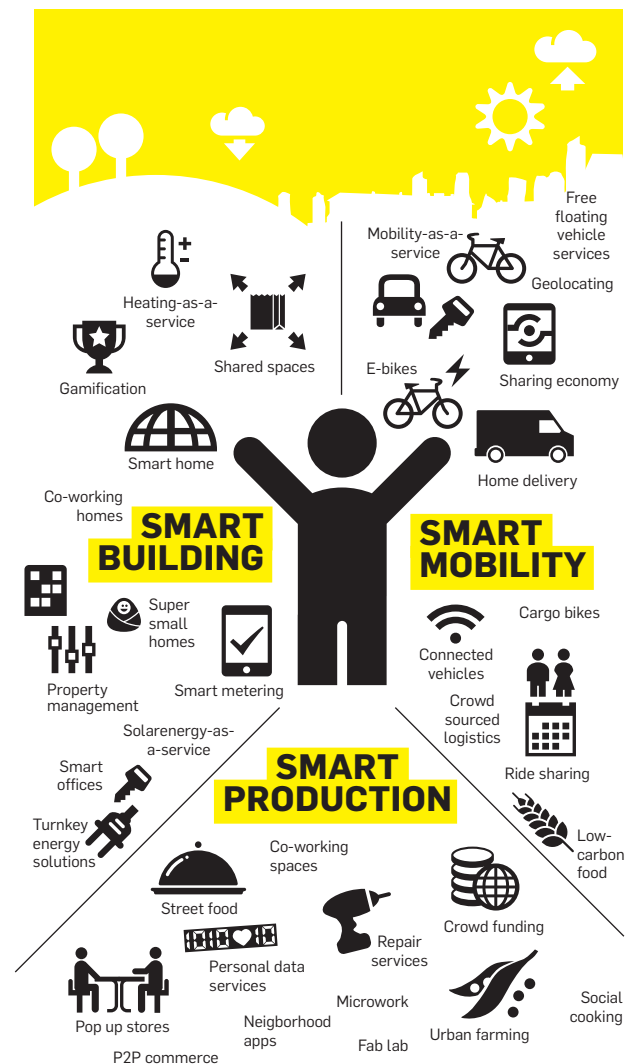 Free
floating
vehicle
services
Mobility-as-a-
service
Geolocating
Heating-as-a-
service
Shared spaces
E-bikes
Sharing economy
Gamification
Smart home
Home delivery
Co-working
homes
SMART
BUILDING
SMART
MOBILITY
Super
small
homes
Cargo bikes
Connected
vehicles
Property
management
Smart metering
Crowd
sourced
logistics
Solarenergy-as-
a-service
Ride sharing
Smart
offices
SMART
PRODUCTION
Turnkey
energy
solutions
Low-
carbon
food
Co-working
spaces
Street food
Crowd funding
Repair
services
Personal data
services
Microwork
Social
cooking
Pop up stores
Neigborhood
apps
Urban farming
Fab lab
P2P commerce